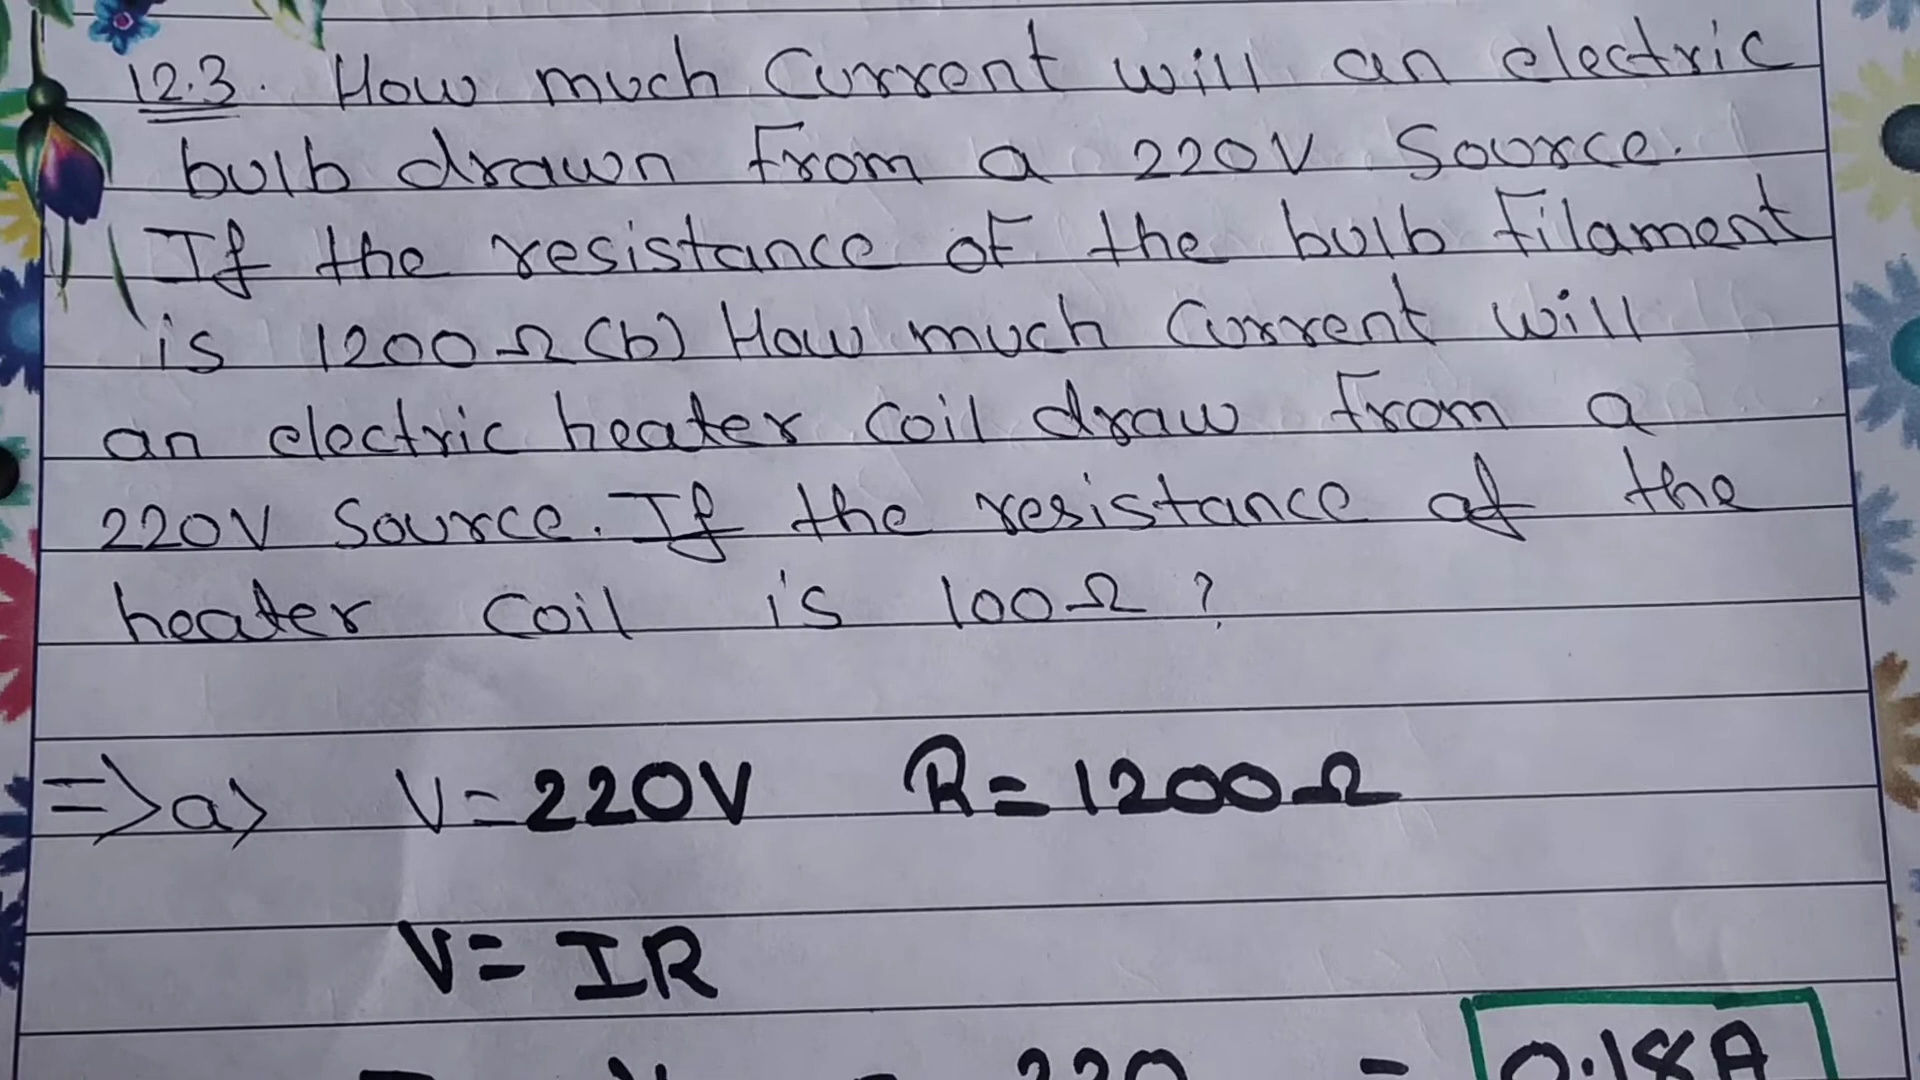 12.3. How much Current will an electric
bulb drawn from a 220V Source.
If the resistance of the bulb filament
is 1200Ω (b) How much Current will
an electric heater coil draw from a
220V Source. If the resistance of the
heater coil is 100Ω ?
=> a> V=220V R=1200Ω
V=IR
= 220 = 0.18A